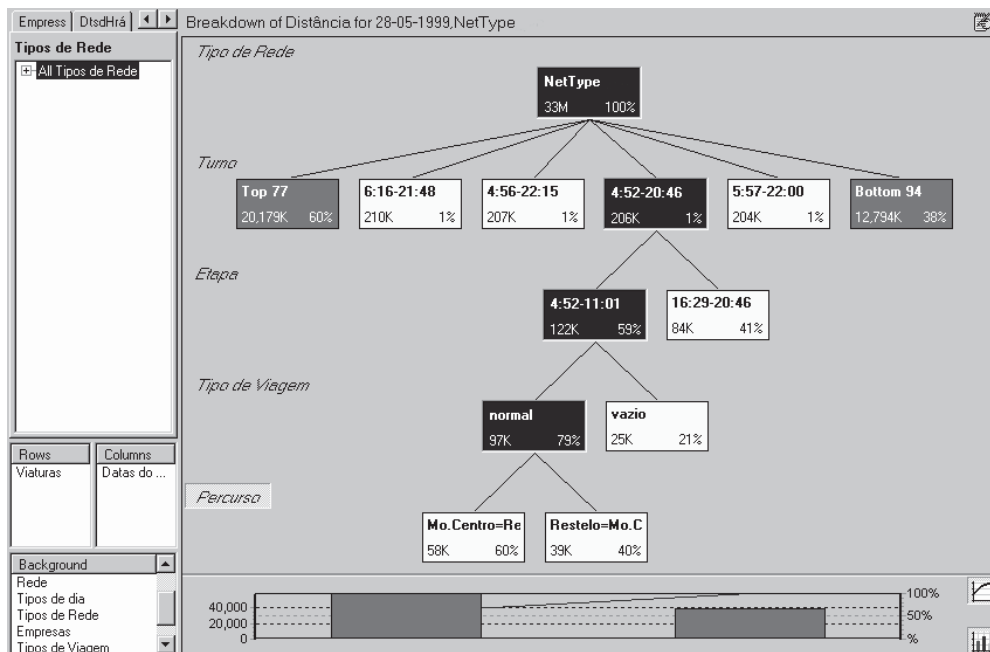 Empress DtsdHrá
Breakdown of Distância for 28-05-1999,NetType
Tipos de Rede
All Tipos de Rede
Tipo de Rede
NetType
33M 100%
Turno
Top 77
20,179K 60%
6:16-21:48
210K 1%
4:56-22:15
207K 1%
4:52-20:46
206K 1%
5:57-22:00
204K 1%
Bottom 94
12,794K 38%
Etapa
4:52-11:01
122K 59%
16:29-20:46
84K 41%
Tipo de Viagem
normal
97K 79%
vazio
25K 21%
Rows
Viaturas
Columns
Datas do ...
Percurso
Mo.Centro=Re
58K 60%
Restelo=Mo.C
39K 40%
Background
Rede
Tipos de dia
Tipos de Rede
Empresas
Tipos de Viagem
40,000
20,000
0
100%
50%
%